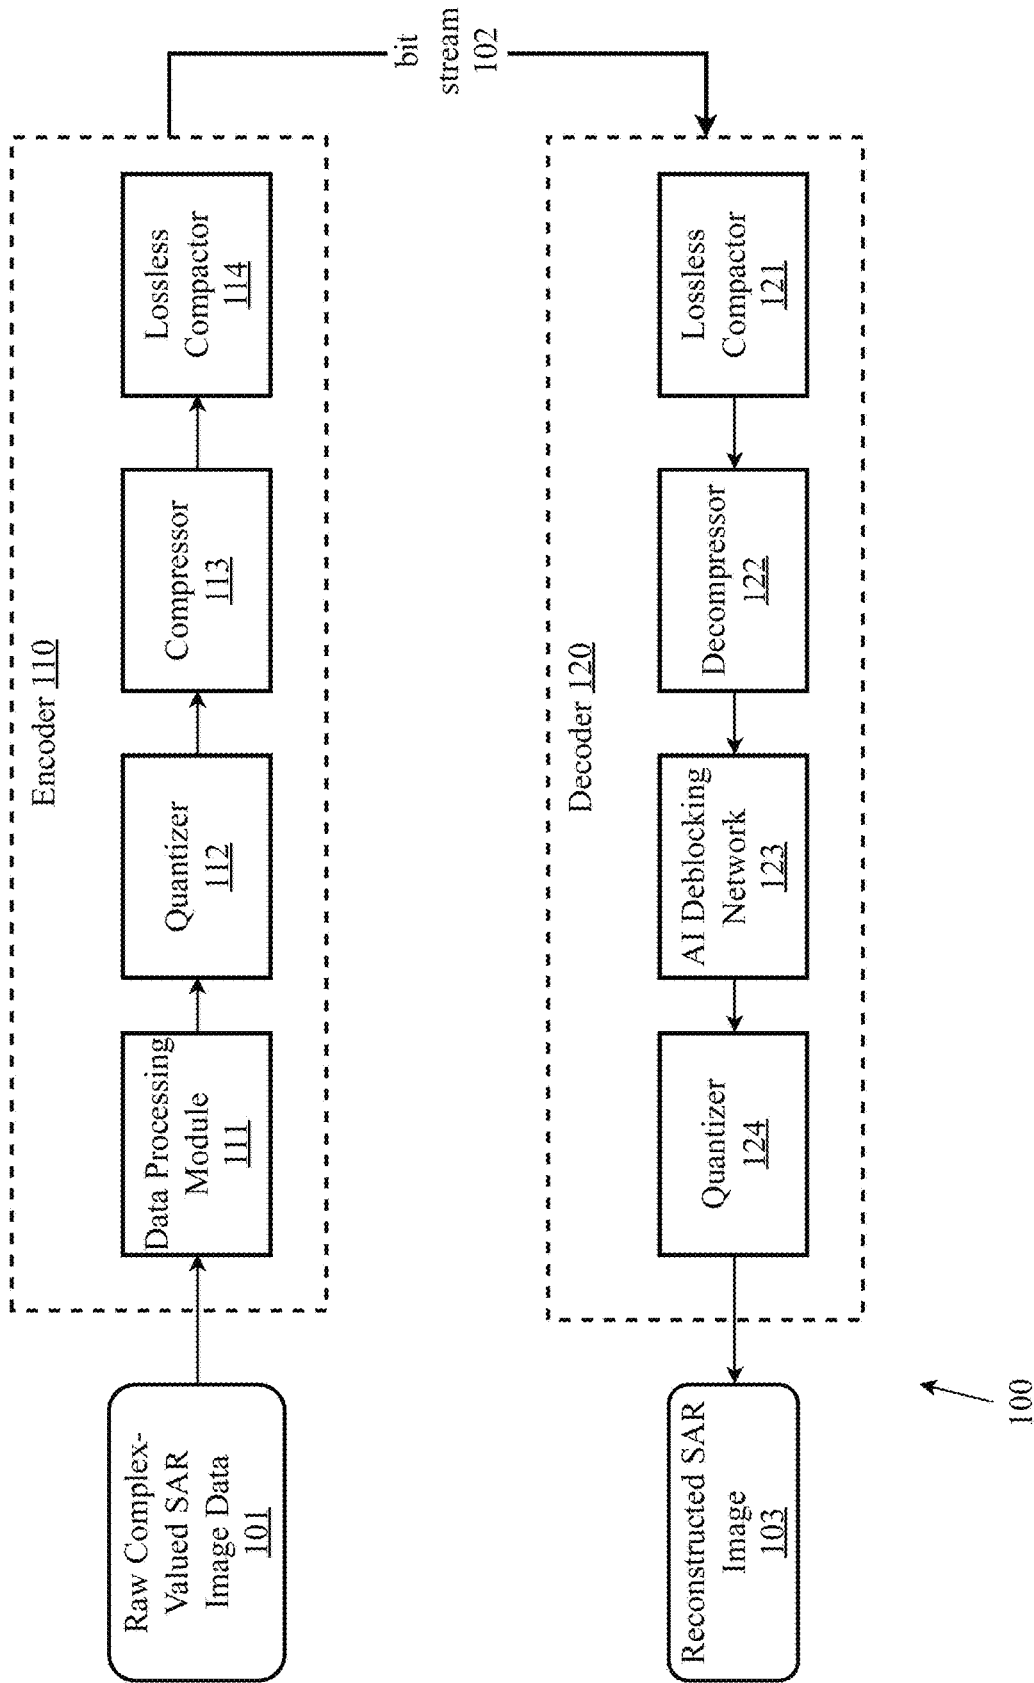 Encoder 110
Raw Complex-
Valued SAR
Image Data
101
Data Processing
Module
111
Quantizer
112
Compressor
113
Lossless
Compactor
114
bit
stream
102
Decoder 120
Reconstructed SAR
Image
103
Quantizer
124
AI Deblocking
Network
123
Decompressor
122
Lossless
Compactor
121
100